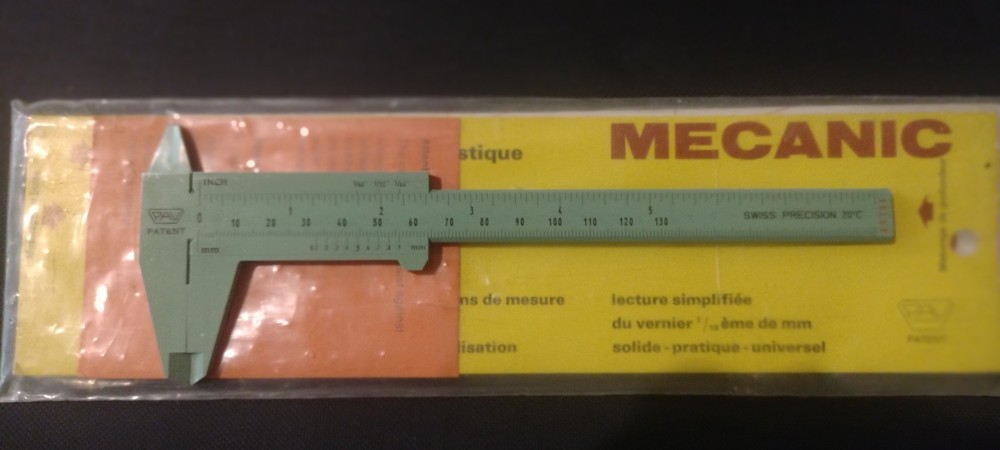 stique
MECANIC
INCH
1 2 3 4 5
PAV
PATENT
0 10 20 30 40 50 60 70 80 90 100 110 120 130
SWISS PRECISION 20°C
mm
mm
ns de mesure
lecture simplifiée
du vernier 1/10 ème de mm
lisation
solide - pratique - universel
PAV
PATENT